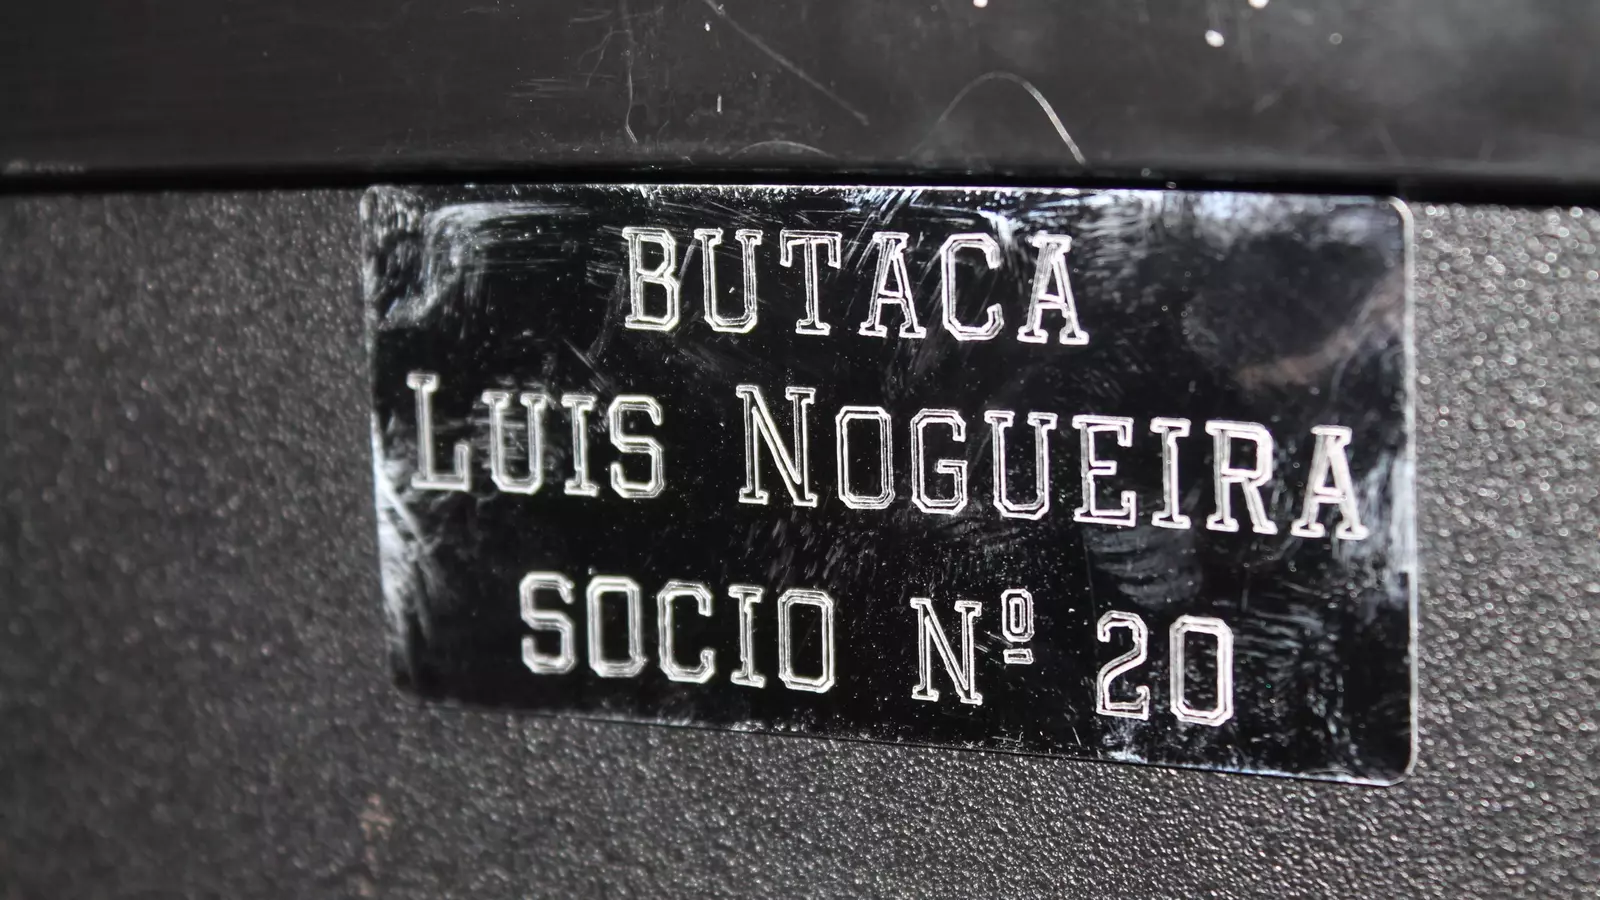 BUTACA
LUIS NOGUEIRA
SOCIO Nº 20